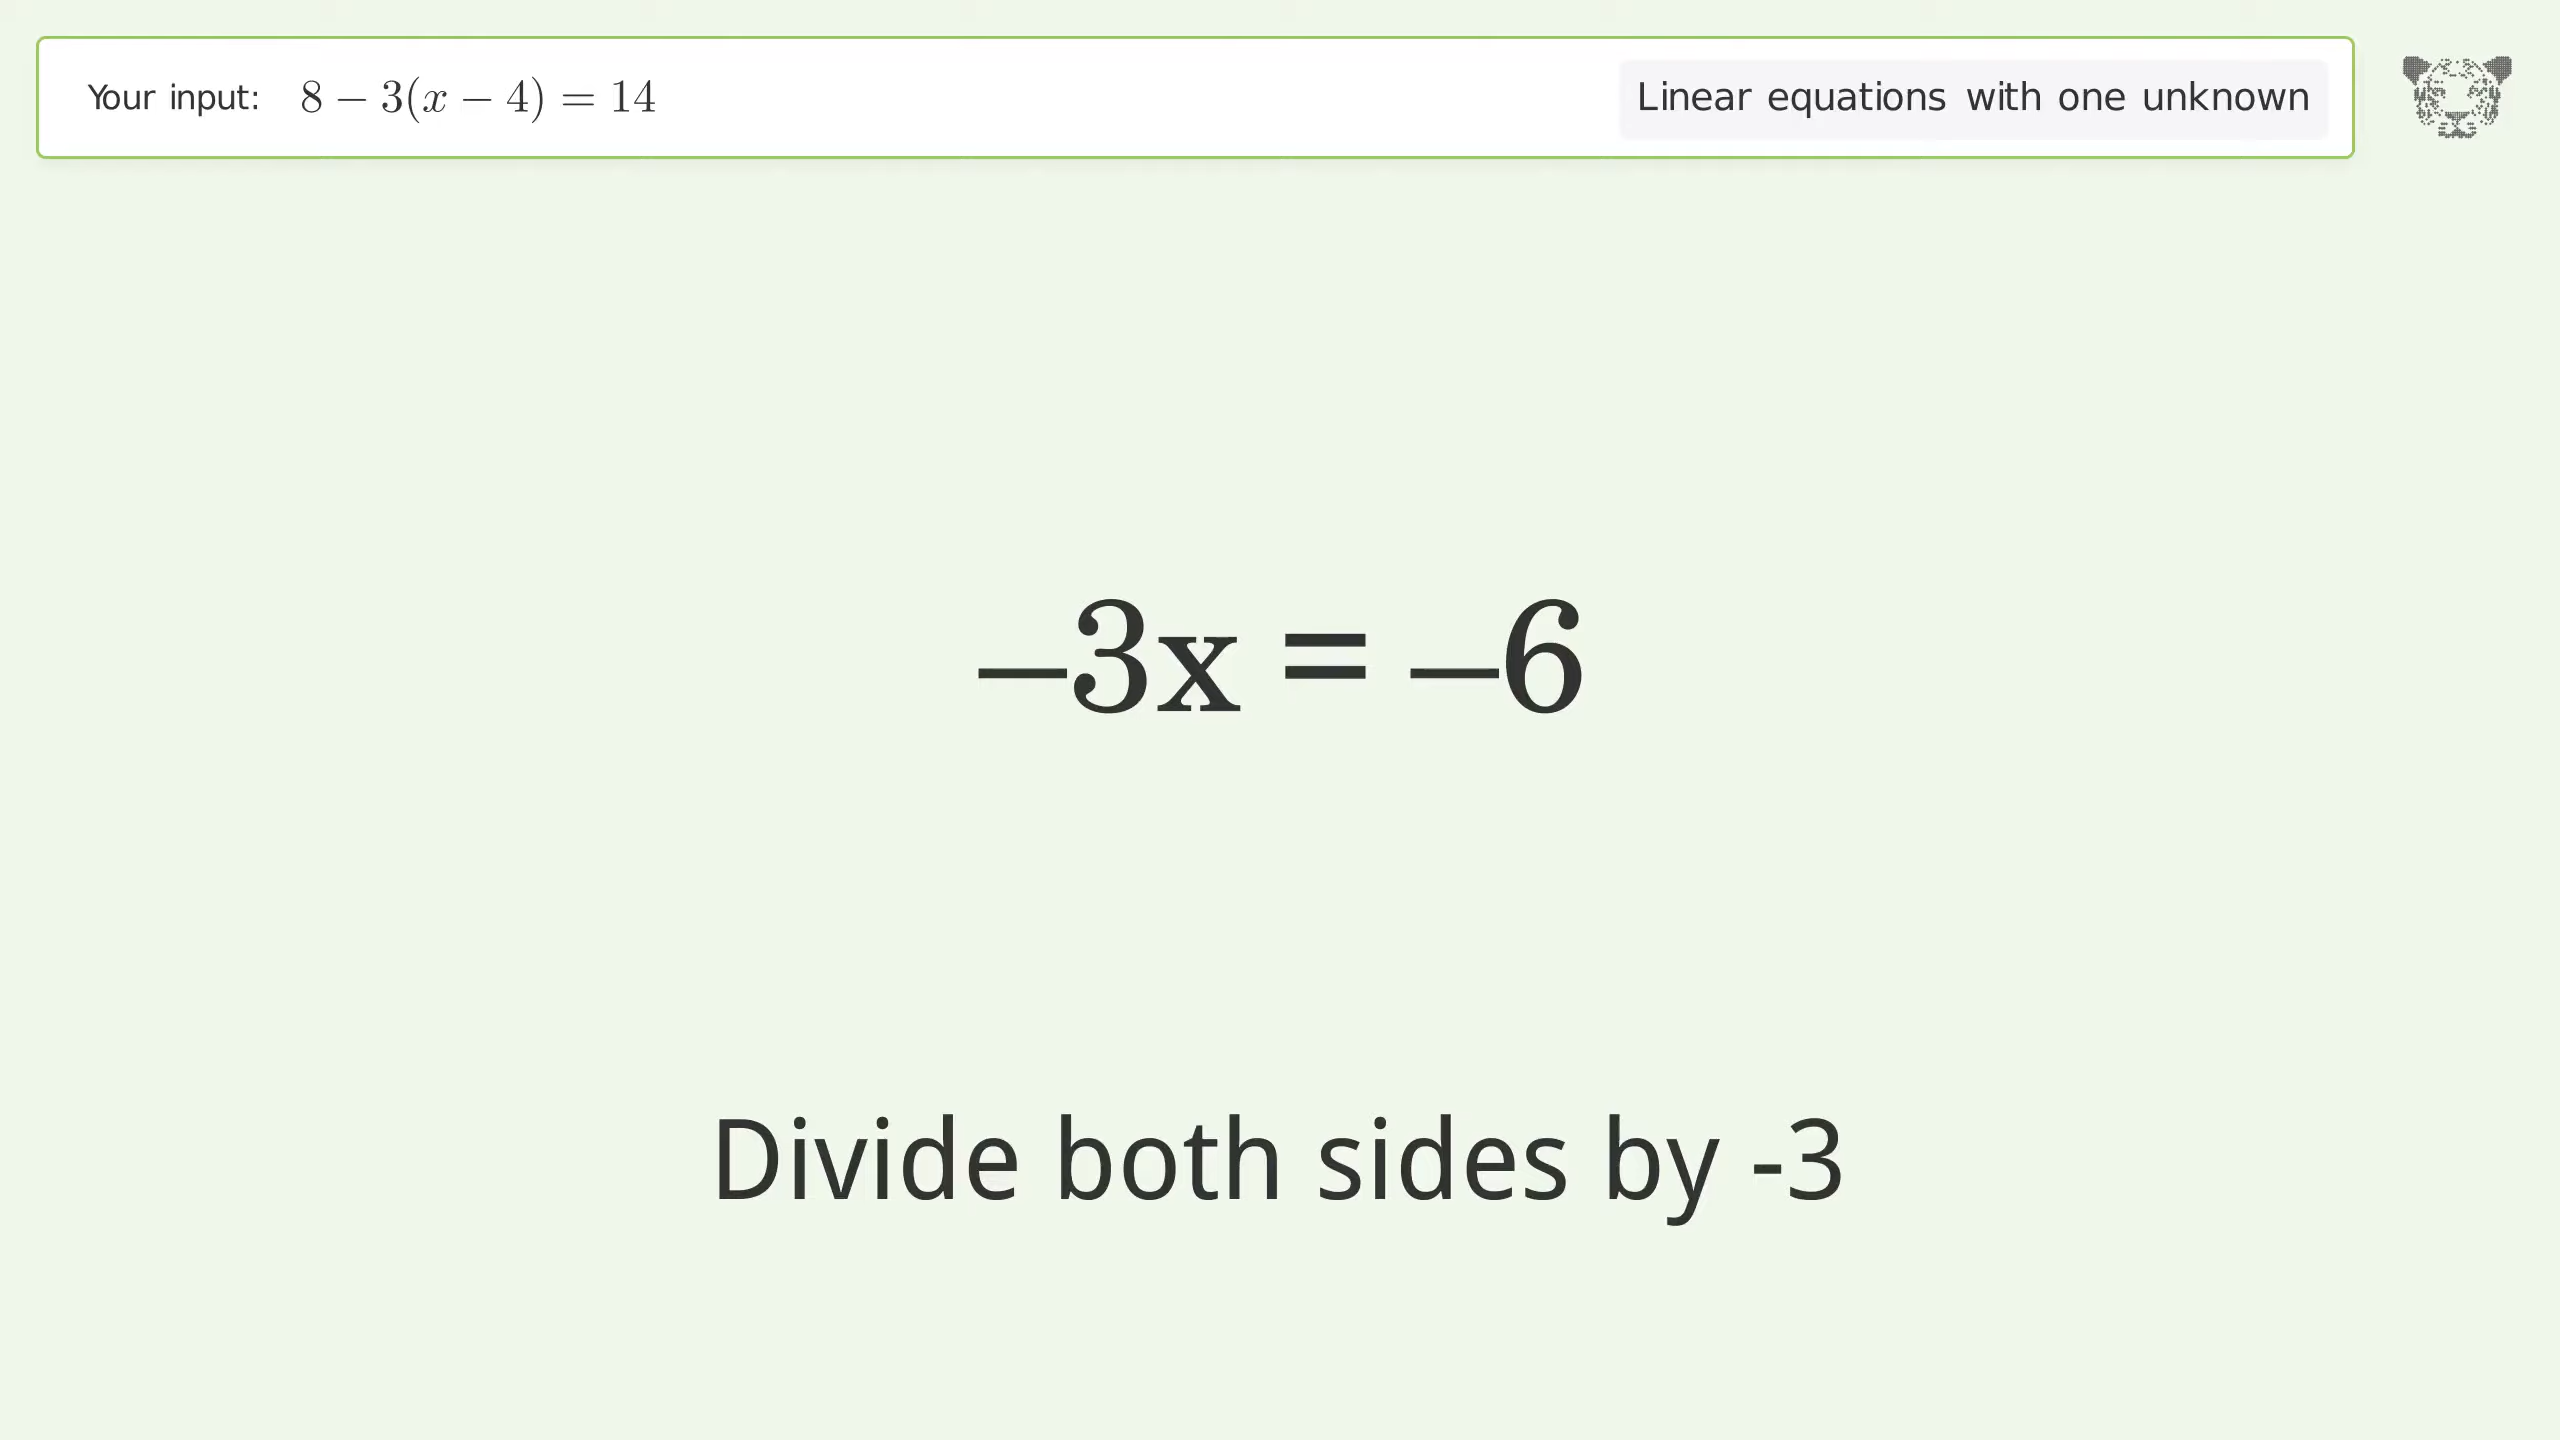 Your input: 8 − 3(x − 4) = 14
Linear equations with one unknown
−3x = −6
Divide both sides by -3